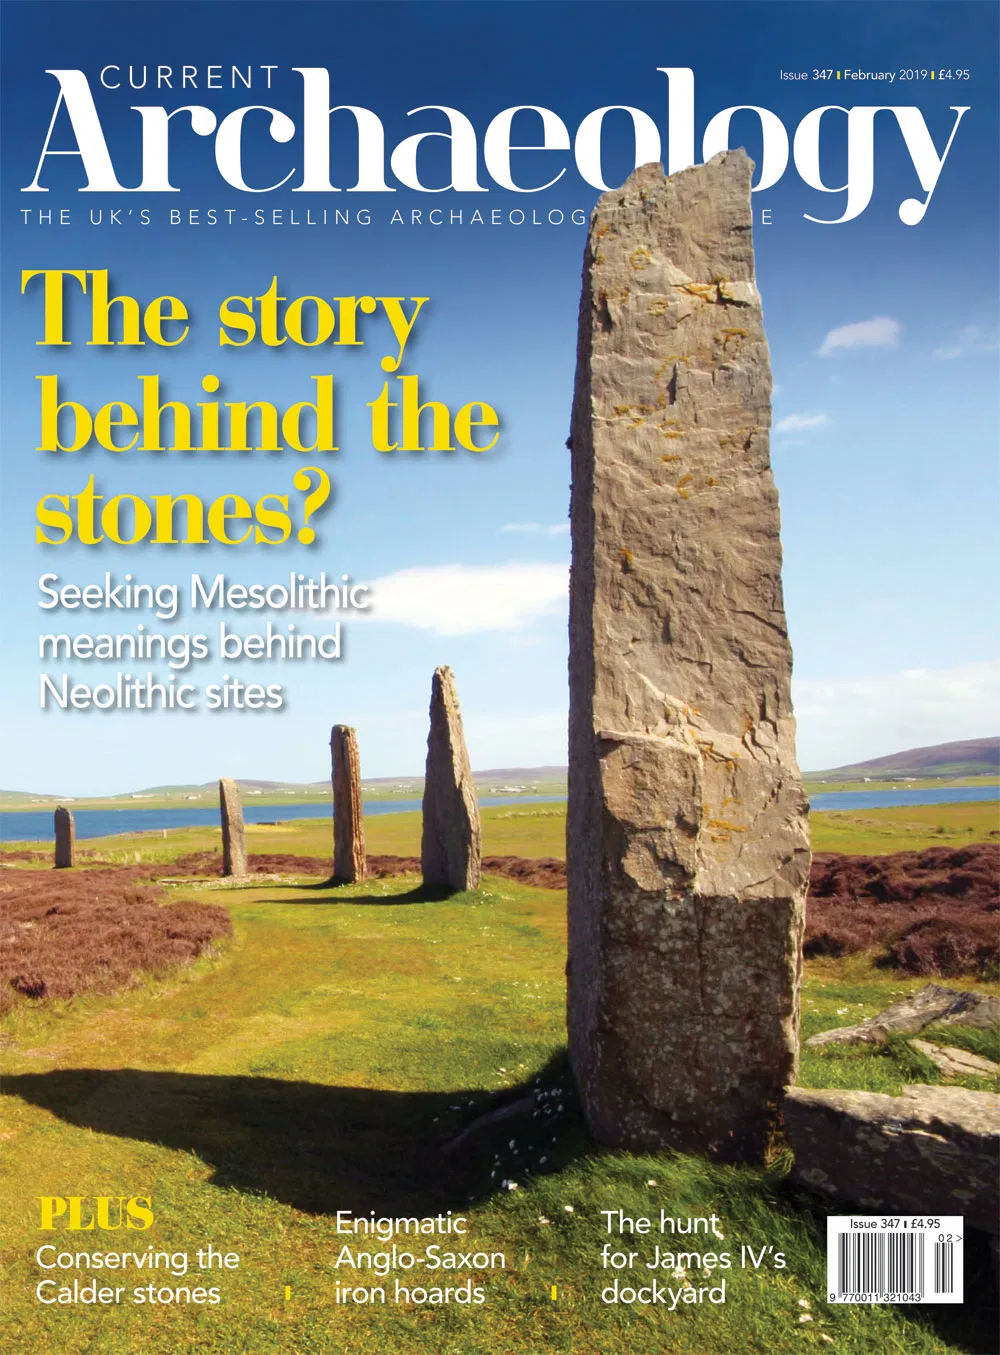 CURRENT
Archaeology
Issue 347 | February 2019 | £4.95
THE UK'S BEST-SELLING
The story
behind the
stones?
Seeking Mesolithic
meanings behind
Neolithic sites
PLUS
Conserving the
Calder stones
Enigmatic
Anglo-Saxon
iron hoards
The hunt
for James IV's
dockyard
Issue 347 | £4.95
02>
9 770011 321043